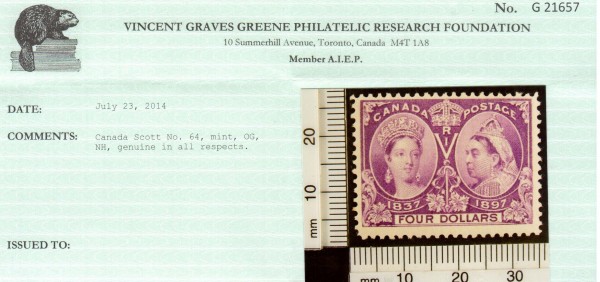 No. G 21657
VINCENT GRAVES GREENE PHILATELIC RESEARCH FOUNDATION
10 Summerhill Avenue, Toronto, Canada M4T 1A8
Member A.I.E.P.
DATE: July 23, 2014
COMMENTS: Canada Scott No. 64, mint, OG,
NH, genuine in all respects.
ISSUED TO:
CANADA POSTAGE
V R I
1837 1897
FOUR DOLLARS
20
10
mm
mm 10 20 30